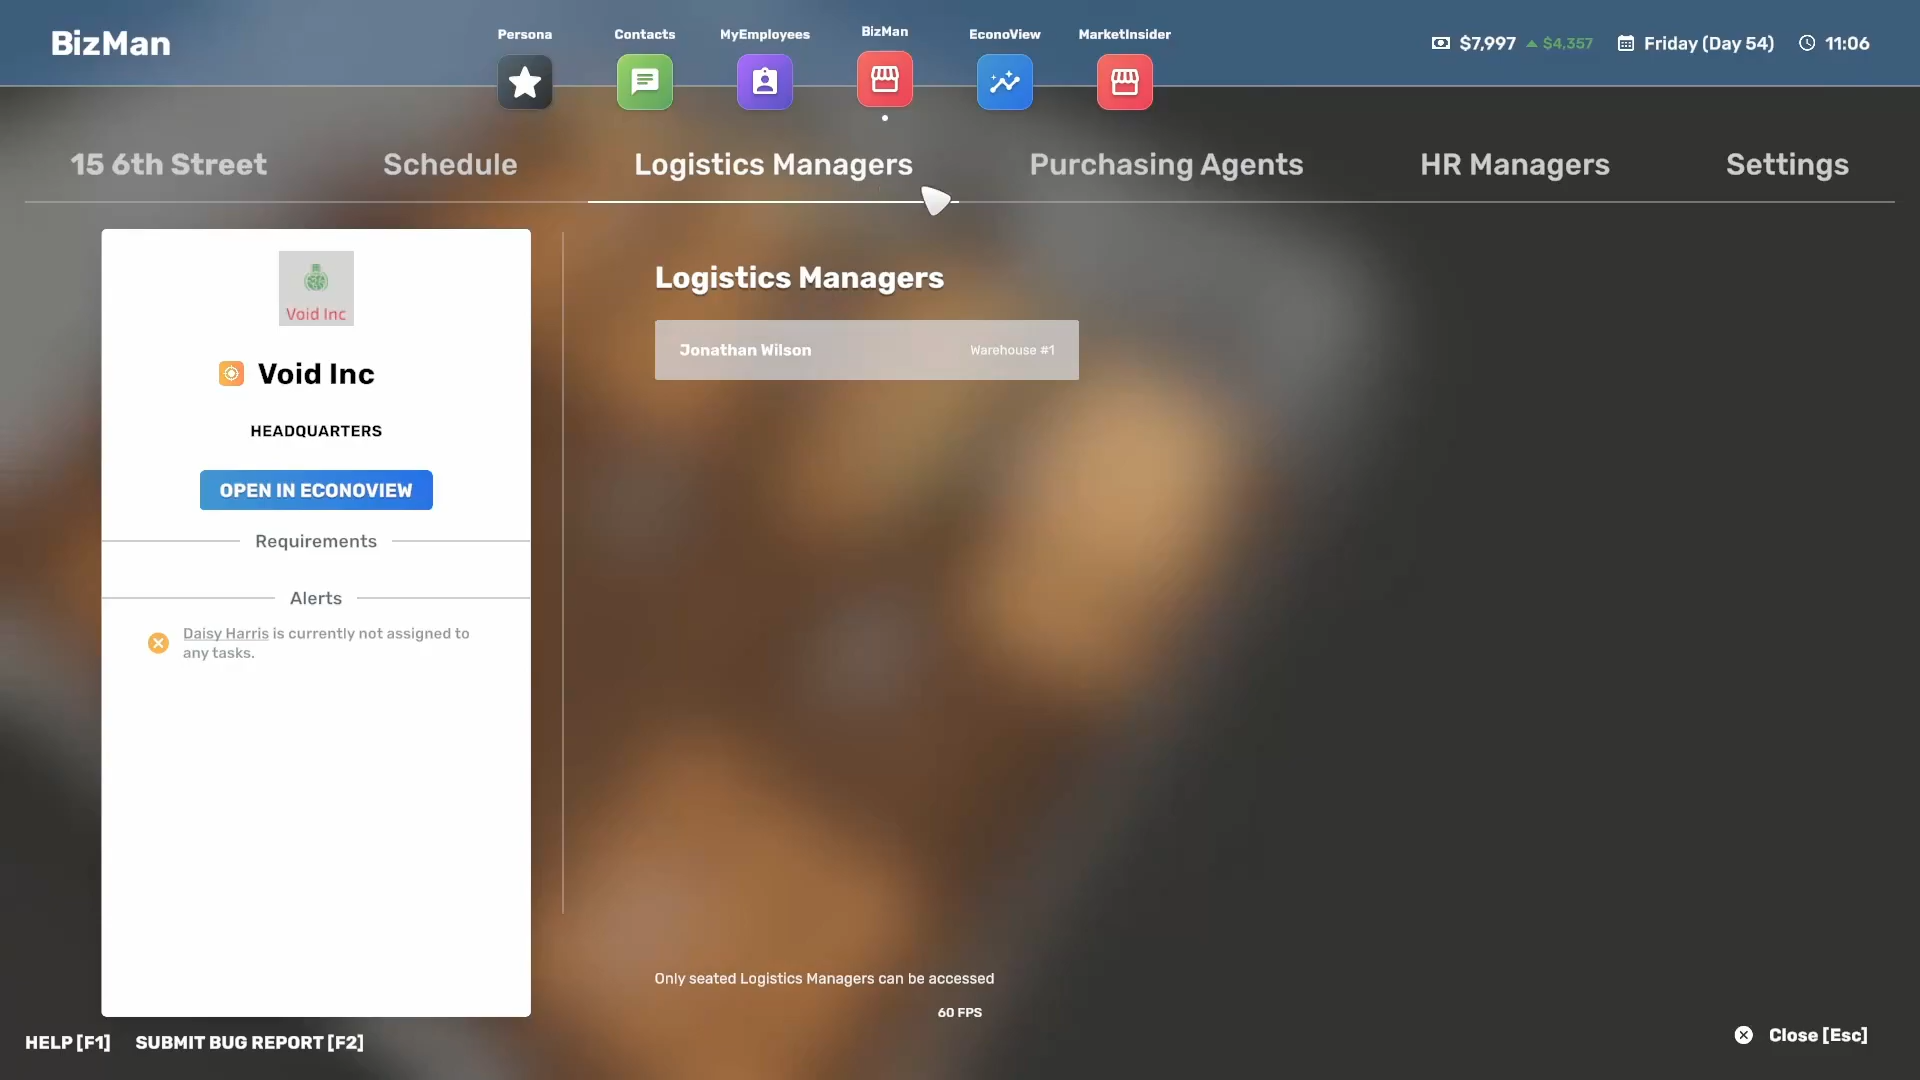 BizMan
Persona
Contacts
MyEmployees
BizMan
EconoView
MarketInsider
$7,997
$4,357
Friday (Day 54)
11:06
15 6th Street
Schedule
Logistics Managers
Purchasing Agents
HR Managers
Settings
Void Inc
Void Inc
HEADQUARTERS
OPEN IN ECONOVIEW
Requirements
Alerts
Daisy Harris is currently not assigned to
any tasks.
Logistics Managers
Jonathan Wilson
Warehouse #1
Only seated Logistics Managers can be accessed
60 FPS
HELP [F1]
SUBMIT BUG REPORT [F2]
Close [Esc]